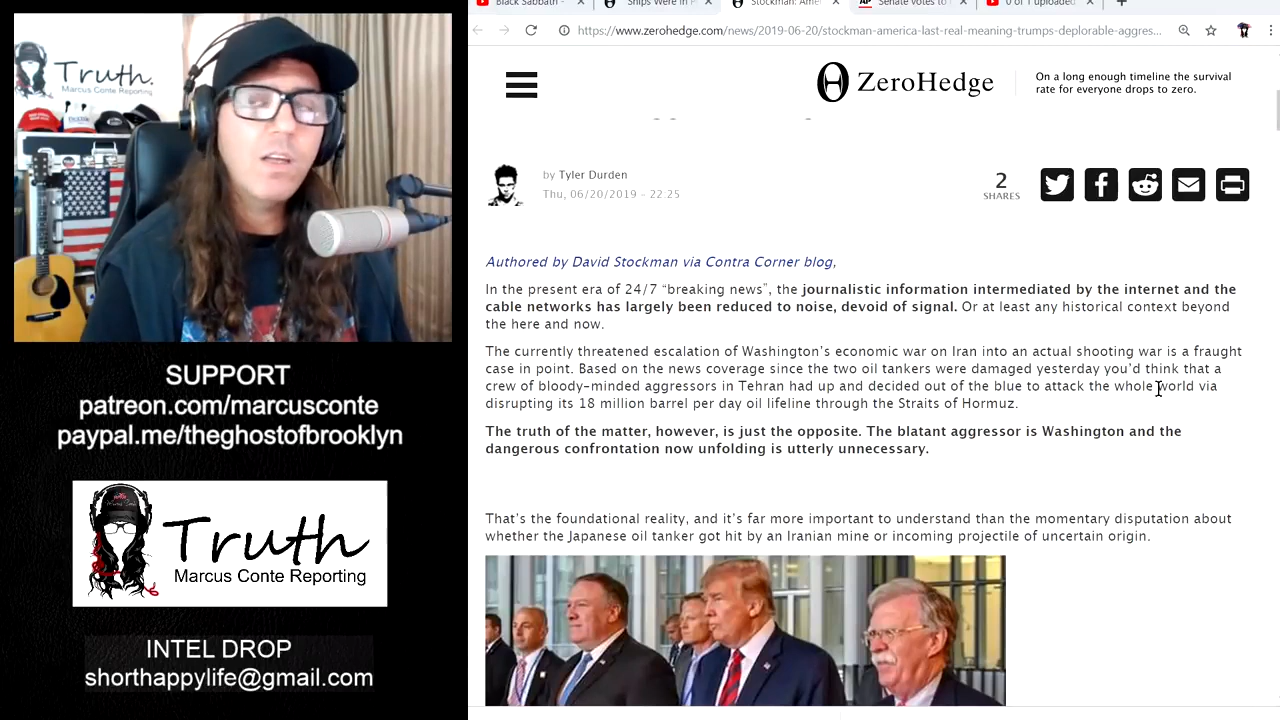 Black Sabbath -
Ships Were in P
Stockman: Ame
AP Senate votes to
0 of 1 uploaded
https://www.zerohedge.com/news/2019-06-20/stockman-america-last-real-meaning-trumps-deplorable-aggres...
ZeroHedge
On a long enough timeline the survival
rate for everyone drops to zero.
by Tyler Durden
Thu, 06/20/2019 - 22:25
2
SHARES
Authored by David Stockman via Contra Corner blog,
In the present era of 24/7 “breaking news”, the journalistic information intermediated by the internet and the
cable networks has largely been reduced to noise, devoid of signal. Or at least any historical context beyond
the here and now.
The currently threatened escalation of Washington’s economic war on Iran into an actual shooting war is a fraught
case in point. Based on the news coverage since the two oil tankers were damaged yesterday you’d think that a
crew of bloody-minded aggressors in Tehran had up and decided out of the blue to attack the whole world via
disrupting its 18 million barrel per day oil lifeline through the Straits of Hormuz.
The truth of the matter, however, is just the opposite. The blatant aggressor is Washington and the
dangerous confrontation now unfolding is utterly unnecessary.
That’s the foundational reality, and it’s far more important to understand than the momentary disputation about
whether the Japanese oil tanker got hit by an Iranian mine or incoming projectile of uncertain origin.
Truth.
Marcus Conte Reporting
SUPPORT
patreon.com/marcusconte
paypal.me/theghostofbrooklyn
Truth
Marcus Conte Reporting
INTEL DROP
shorthappylife@gmail.com